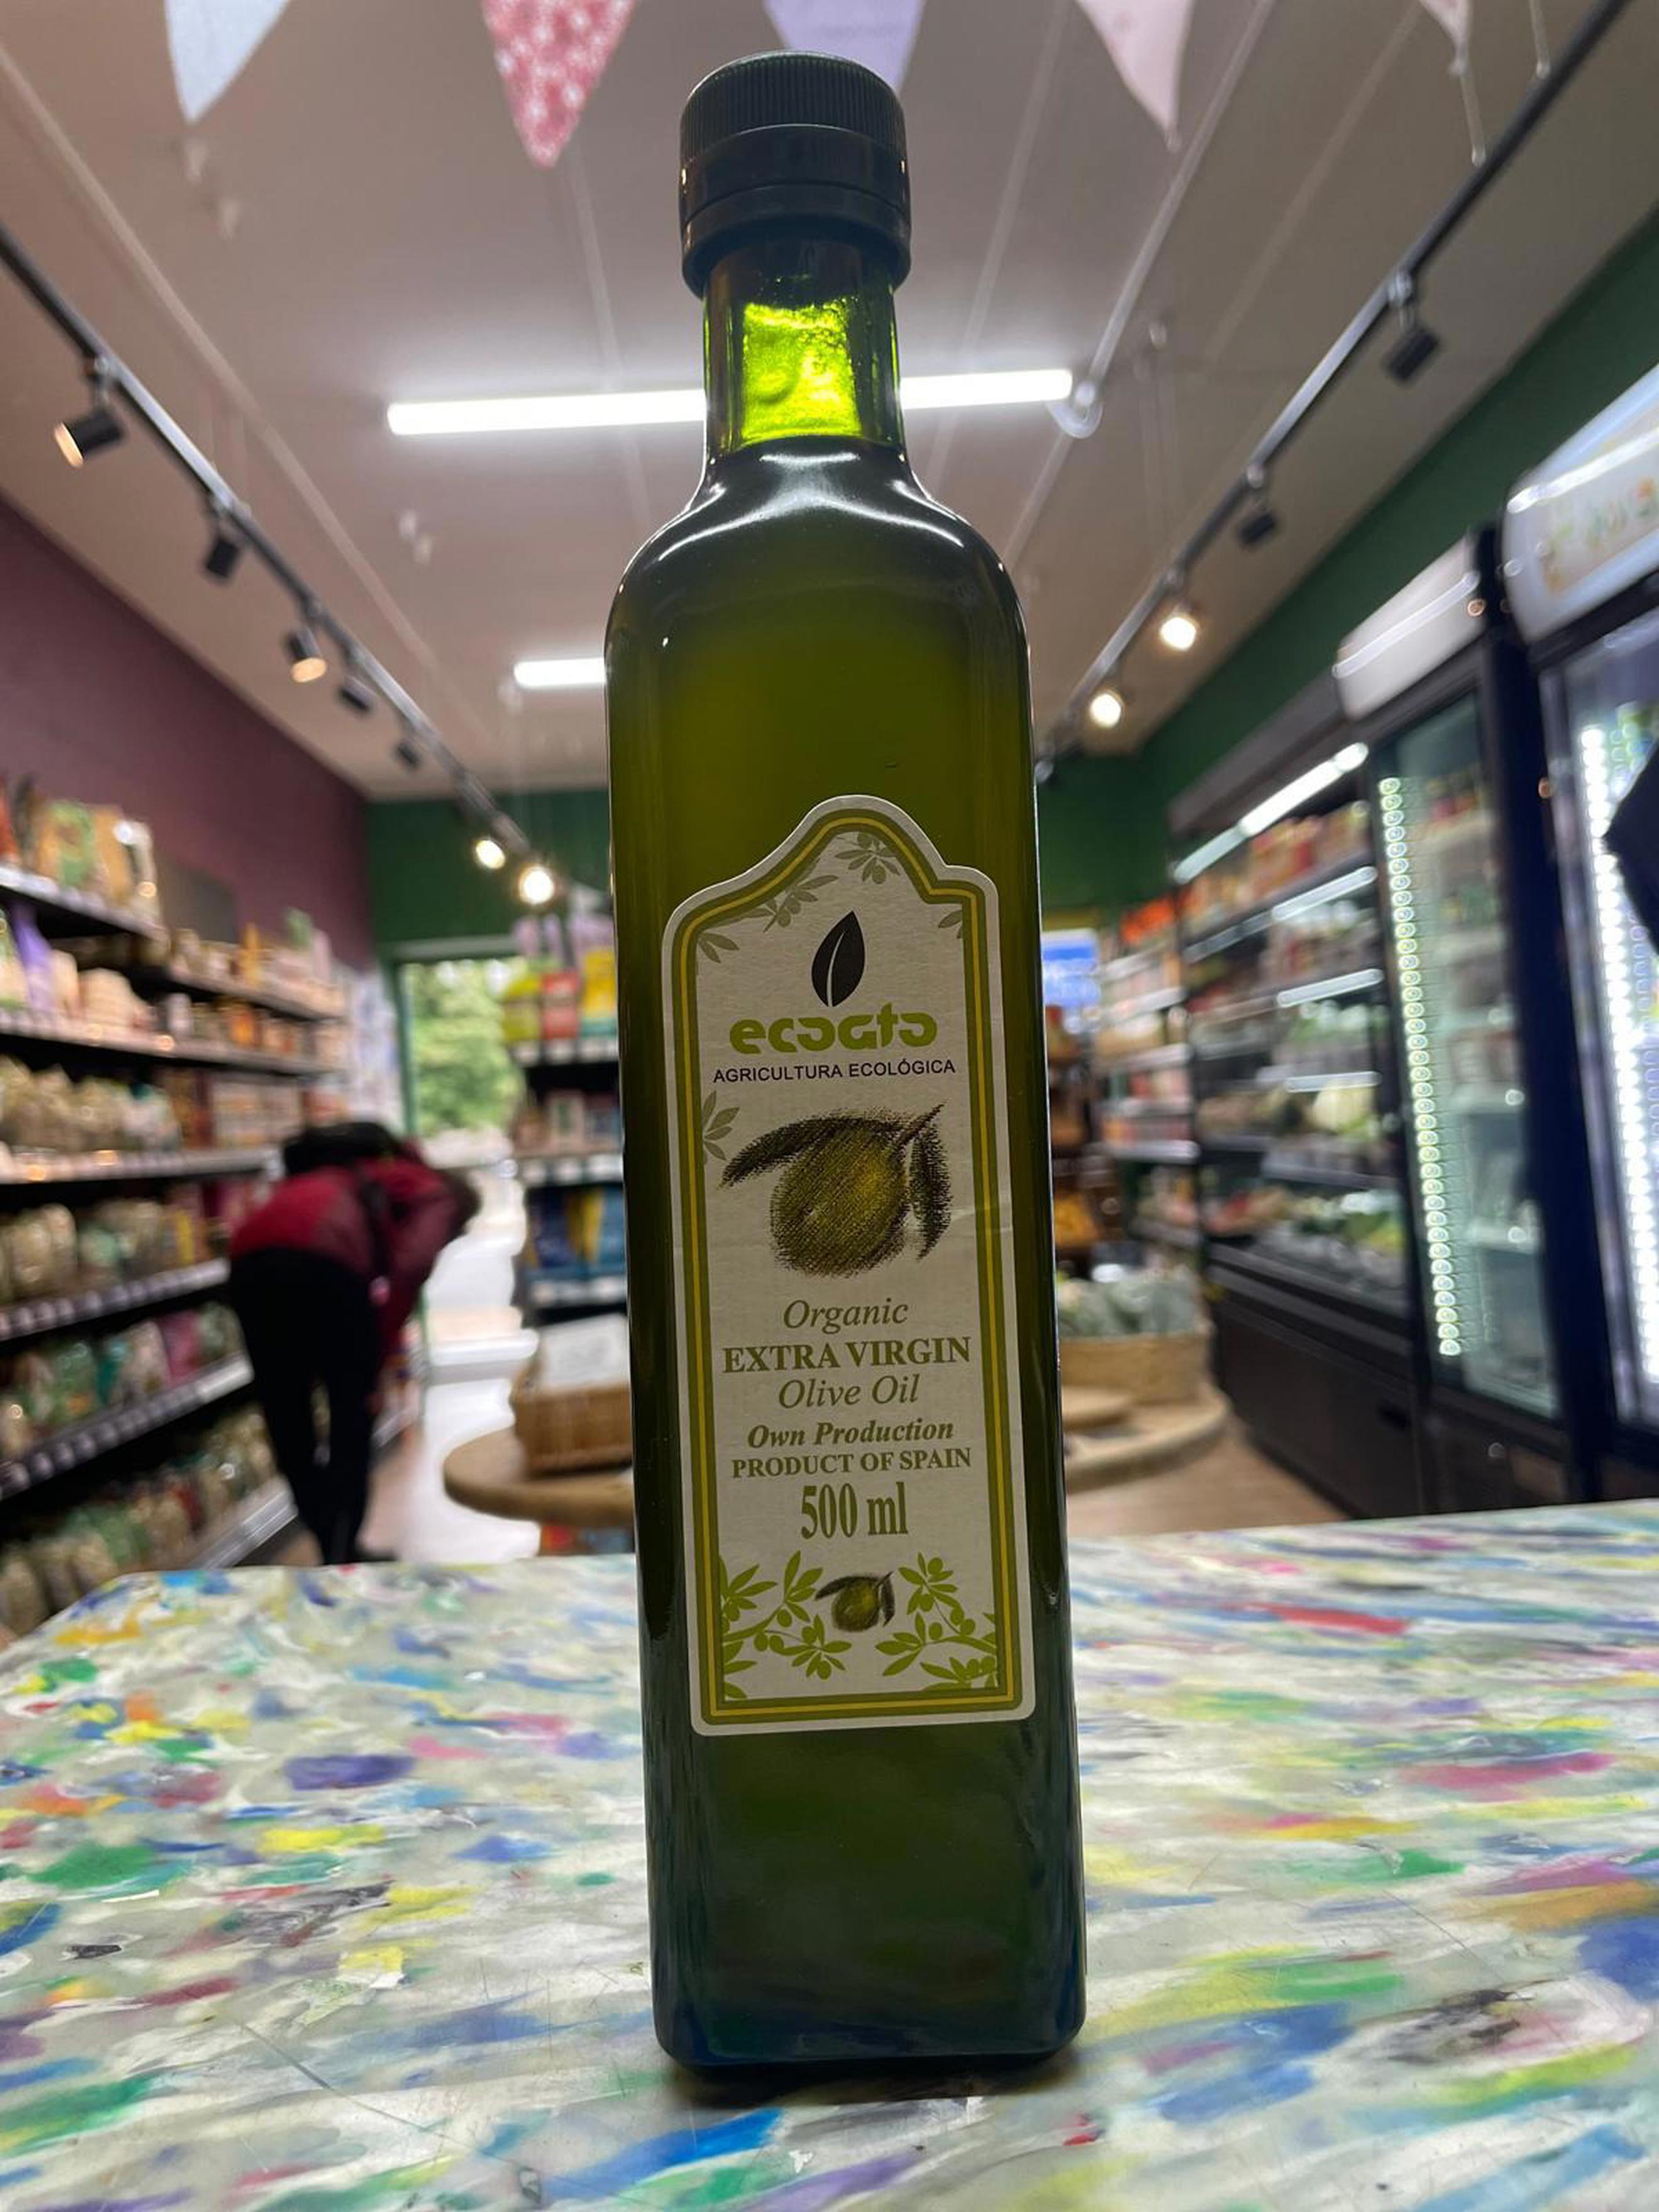 ecoato
AGRICULTURA ECOLÓGICA
Organic
EXTRA VIRGIN
Olive Oil
Own Production
PRODUCT OF SPAIN
500 ml